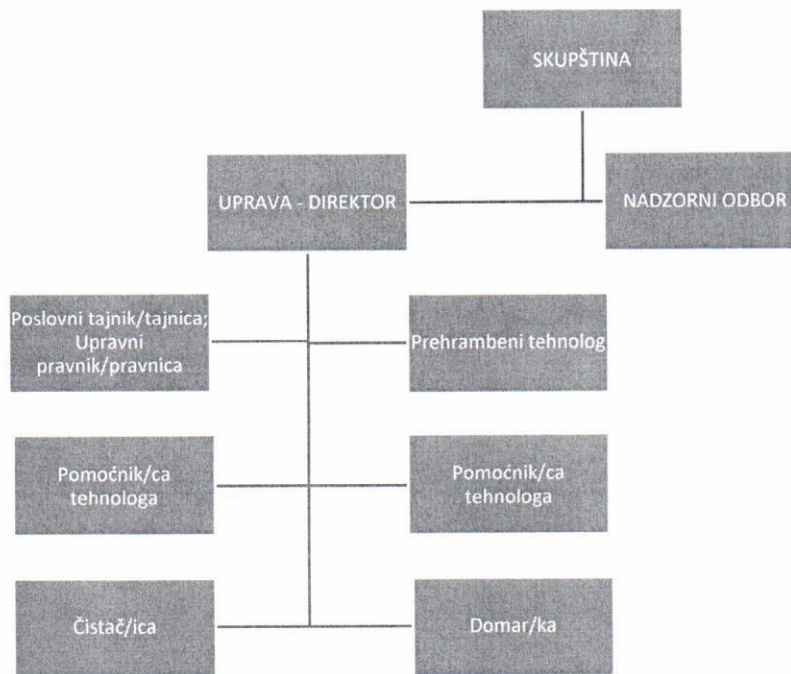 SKUPŠTINA
UPRAVA - DIREKTOR
NADZORNI ODBOR
Poslovni tajnik/tajnica;
Upravni
pravnik/pravnica
Prehrambeni tehnolog
Pomoćnik/ca
tehnologa
Pomoćnik/ca
tehnologa
Čistač/ica
Domar/ka